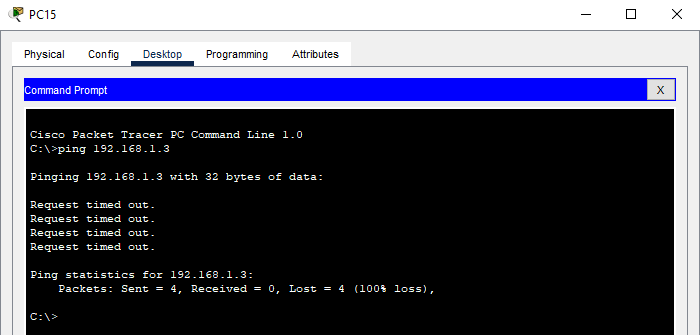 PC15
Physical Config Desktop Programming Attributes
Command Prompt
X
Cisco Packet Tracer PC Command Line 1.0
C:\>ping 192.168.1.3
Pinging 192.168.1.3 with 32 bytes of data:
Request timed out.
Request timed out.
Request timed out.
Request timed out.
Ping statistics for 192.168.1.3:
    Packets: Sent = 4, Received = 0, Lost = 4 (100% loss),
C:\>